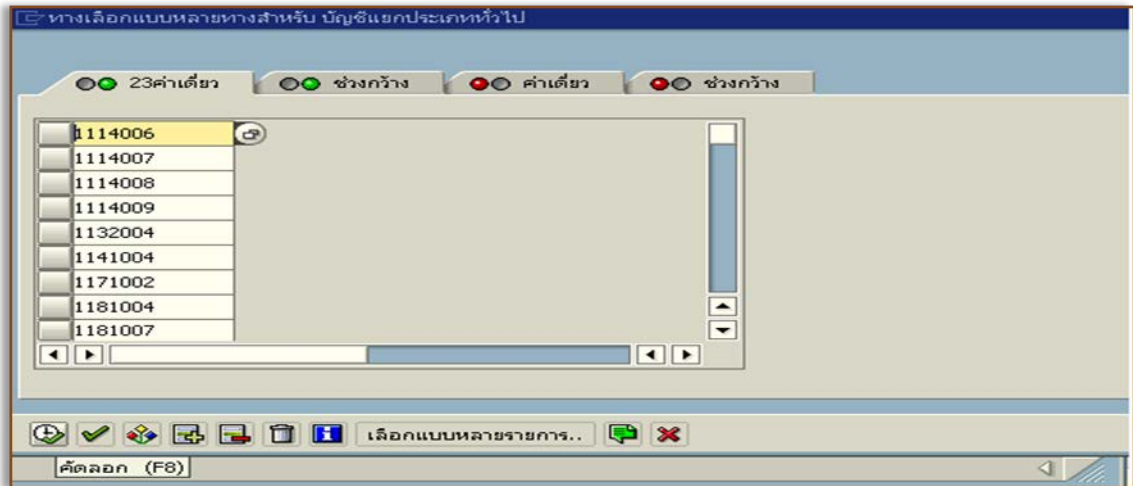 ทางเลือกแบบหลายทางสำหรับ บัญชีแยกประเภททั่วไป
23ค่าเดี่ยว ช่วงกว้าง ค่าเดี่ยว ช่วงกว้าง
1114006
1114007
1114008
1114009
1132004
1141004
1171002
1181004
1181007
เลือกแบบหลายรายการ..
คัดลอก (F8)